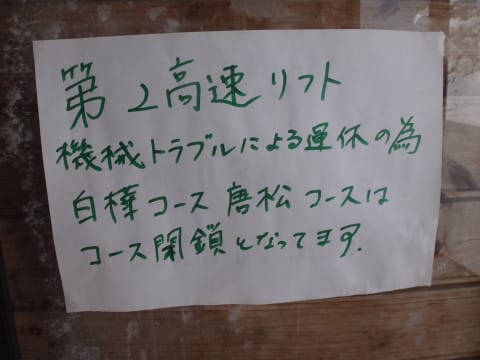 第2高速リフト
機械トラブルによる運休の為
白樺コース 唐松コースは
コース閉鎖となってます.